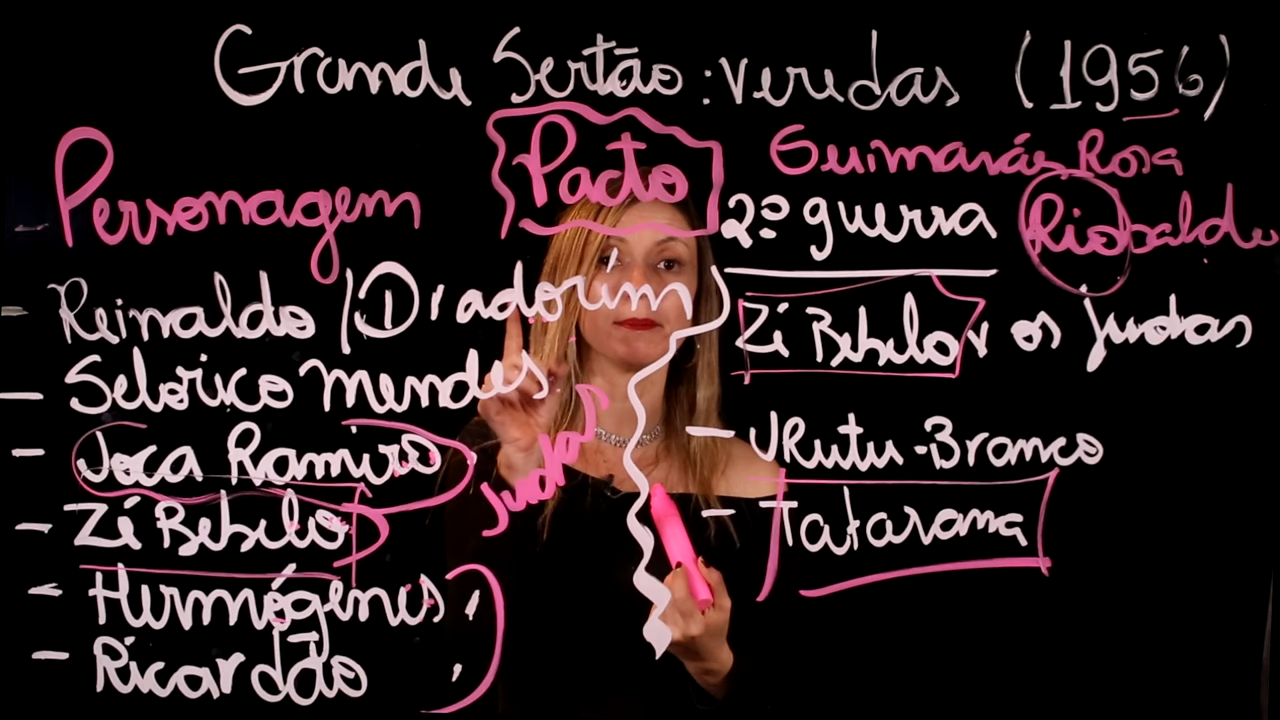 Grande Sertão: veredas (1956)
Pacto
Guimarães Rosa
- Personagem
2ª guerra
Riobaldo
- Reinaldo / Diadorim
Zé Bebelo x os judas
- Selorico Mendes
- Joca Ramiro
judas
- URutu-Branco
- Zé Bebelo
- Tatarana
- Hermógenes
- Ricardão